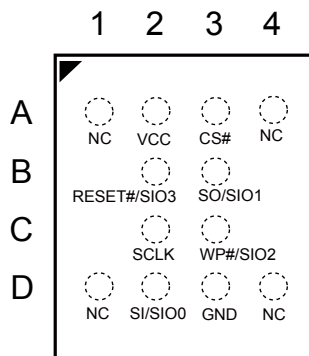 1 2 3 4
A
NC VCC CS# NC
B
RESET#/SIO3 SO/SIO1
C
SCLK WP#/SIO2
D
NC SI/SIO0 GND NC